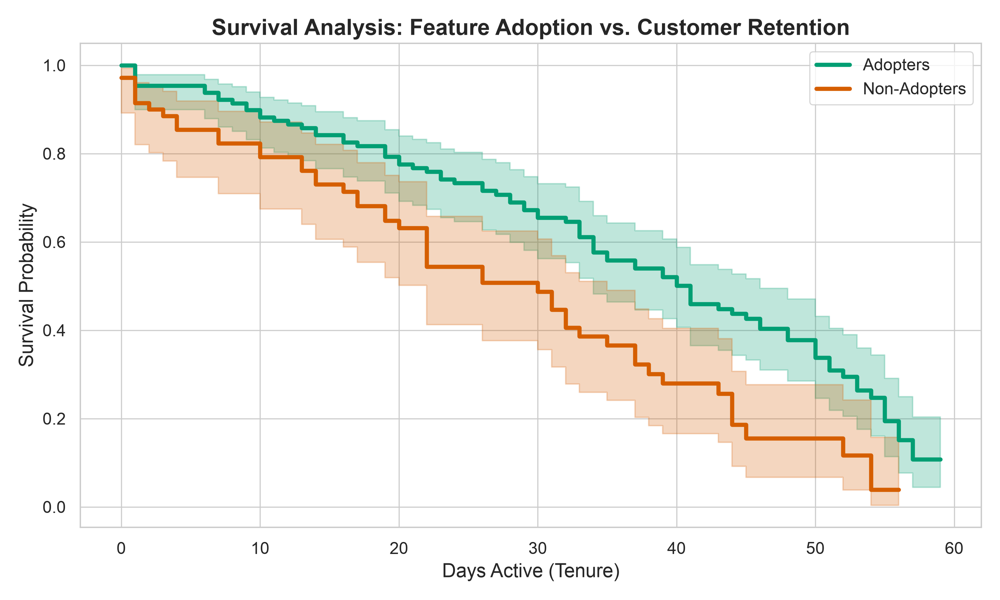 Survival Analysis: Feature Adoption vs. Customer Retention
Adopters
Non-Adopters
Survival Probability
1.0
0.8
0.6
0.4
0.2
0.0
0 10 20 30 40 50 60
Days Active (Tenure)